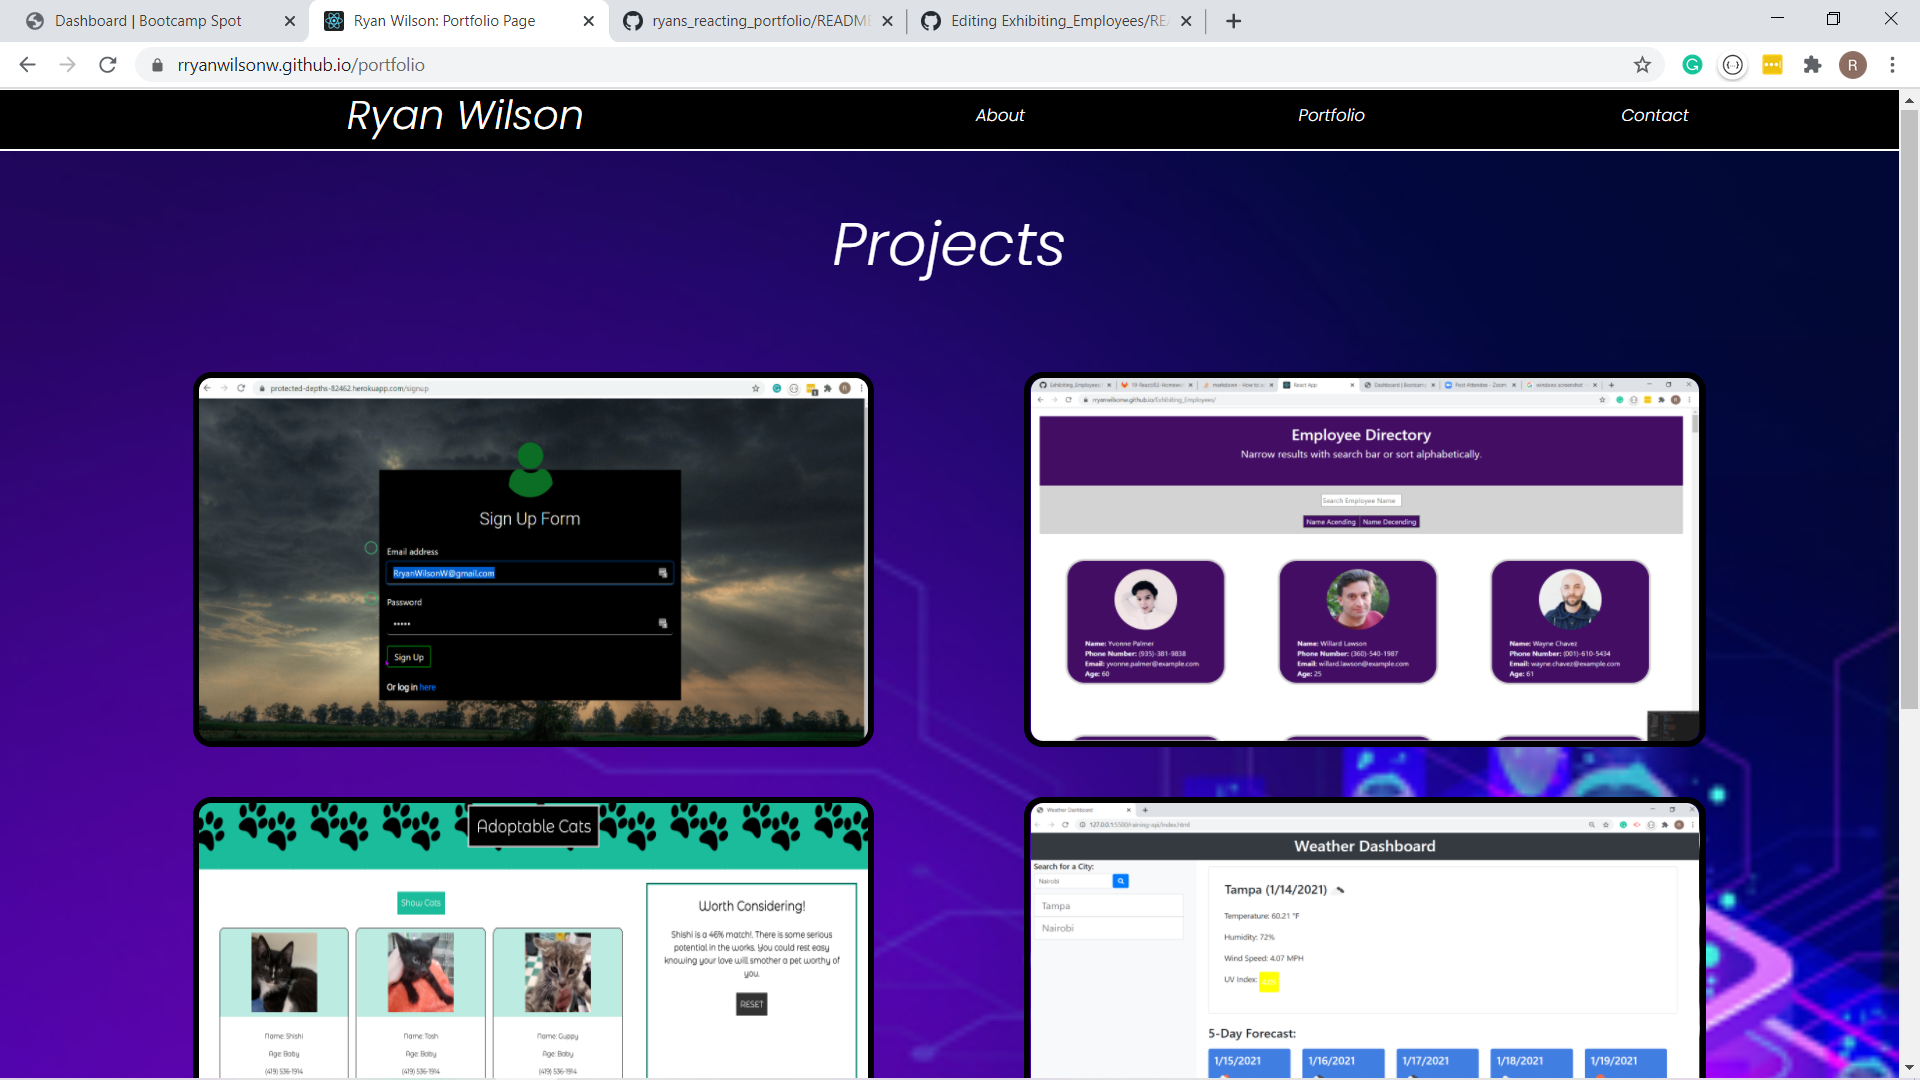 Dashboard | Bootcamp Spot
Ryan Wilson: Portfolio Page
ryans_reacting_portfolio/READM
Editing Exhibiting_Employees/RE
rryanwilsonw.github.io/portfolio
R
Ryan Wilson
About
Portfolio
Contact
Projects
protected-depths-82462.herokuapp.com/signup
Sign Up Form
Email address
RryanWilsonW@gmail.com
Password
Sign Up
Or log in here
React App
rryanwilsonw.github.io/Exhibiting_Employees/
Employee Directory
Narrow results with search bar or sort alphabetically.
Search Employee Name
Name Acending
Name Decending
Name: Yvonne Palmer
Phone Number: (935)-381-9838
Email: yvonne.palmer@example.com
Age: 60
Name: Willard Lawson
Phone Number: (360)-540-1987
Email: willard.lawson@example.com
Age: 25
Name: Wayne Chavez
Phone Number: (001)-610-5434
Email: wayne.chavez@example.com
Age: 61
Adoptable Cats
Show Cats
Name: Shishi
Age: Baby
(419) 536-1914
Name: Tosh
Age: Baby
(419) 536-1914
Name: Guppy
Age: Baby
(419) 536-1914
Worth Considering!
Shishi is a 46% match!. There is some serious
potential in the works. You could rest easy
knowing your love will smother a pet worthy of
you.
RESET
Weather Dashboard
Weather Dashboard
Search for a City:
Nairobi
Tampa
Nairobi
Tampa (1/14/2021)
Temperature: 60.21 °F
Humidity: 72%
Wind Speed: 4.07 MPH
UV Index:
5-Day Forecast:
1/15/2021
1/16/2021
1/17/2021
1/18/2021
1/19/2021